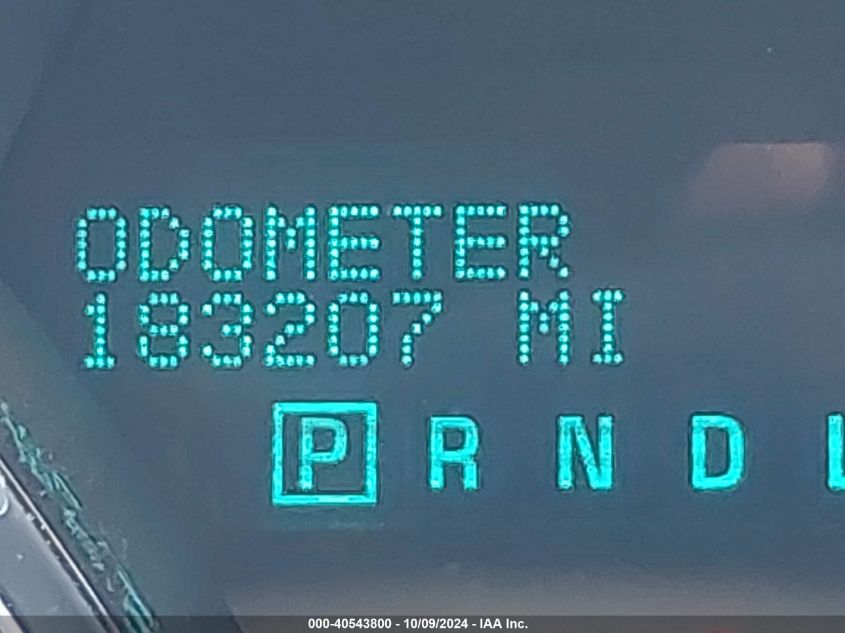 ODOMETER
183207 MI
P R N D
000-40543800 - 10/09/2024 - IAA Inc.